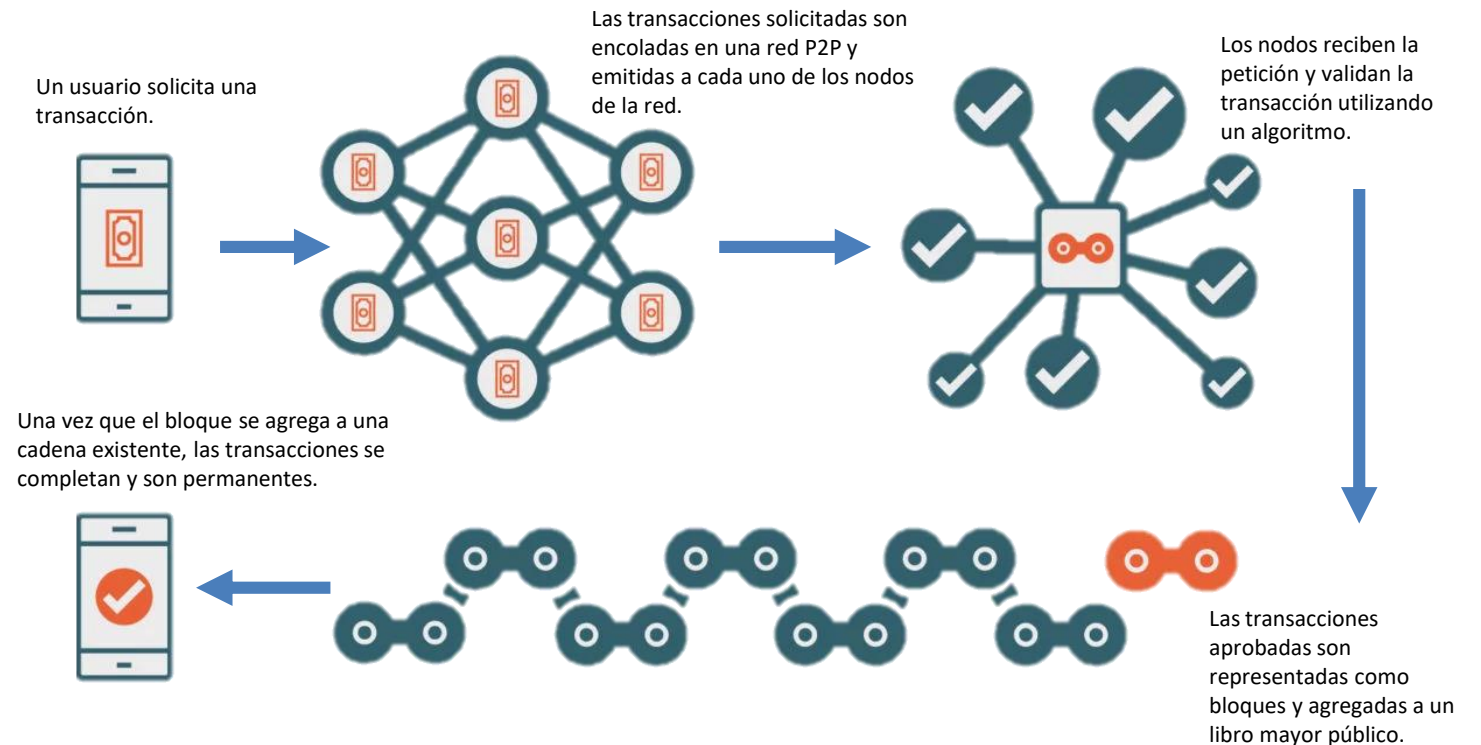 Un usuario solicita una
transacción.
Las transacciones solicitadas son
encoladas en una red P2P y
emitidas a cada uno de los nodos
de la red.
Los nodos reciben la
petición y validan la
transacción utilizando
un algoritmo.
Las transacciones
aprobadas son
representadas como
bloques y agregadas a un
libro mayor público.
Una vez que el bloque se agrega a una
cadena existente, las transacciones se
completan y son permanentes.